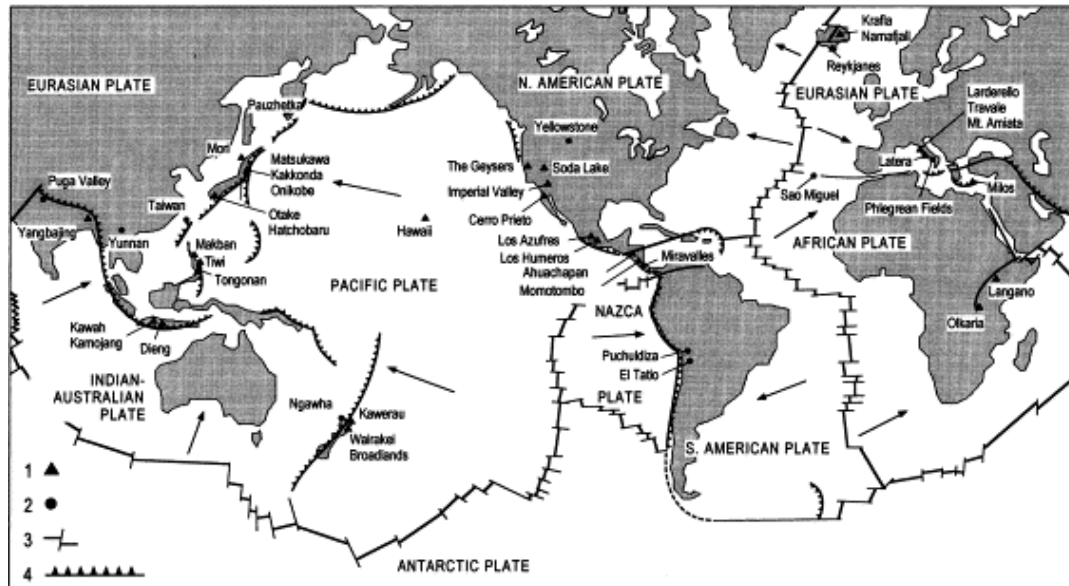 Krafla
Namafjall
Reykjanes
EURASIAN PLATE
N. AMERICAN PLATE
EURASIAN PLATE
Larderello
Travale
Mt. Amiata
Pauzhetka
Yellowstone
Mori
Matsukawa
Kakkonda
Onikobe
The Geysers
Soda Lake
Latera
Puga Valley
Imperial Valley
Sao Miguel
Milos
Taiwan
Otake
Hatchobaru
Cerro Prieto
Phlegrean Fields
Yangbajing
Yunnan
Hawaii
Makban
Tiwi
Tongonan
Los Azufres
Los Humeros
Ahuachapan
Momotombo
Miravalles
AFRICAN PLATE
PACIFIC PLATE
Langano
NAZCA
Olkaria
Kawah
Kamojang
Dieng
Puchuldiza
El Tatio
INDIAN-
AUSTRALIAN
PLATE
PLATE
Ngawha
Kawerau
Wairakei
Broadlands
S. AMERICAN PLATE
1
2
3
4
ANTARCTIC PLATE